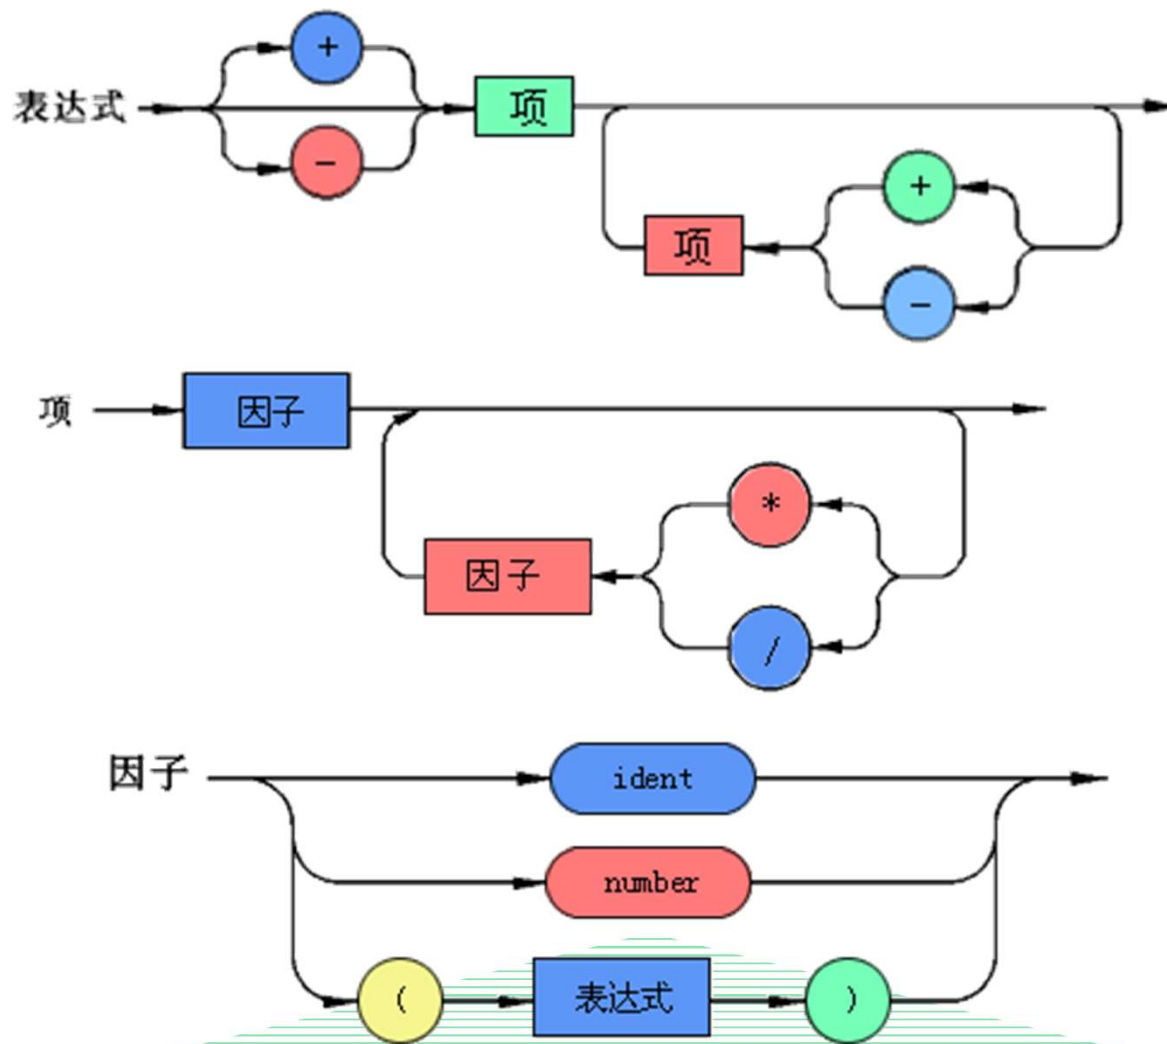 +
表达式 项
-
+
项
-
项 因子
*
因子
/
因子 ident
number
( 表达式 )